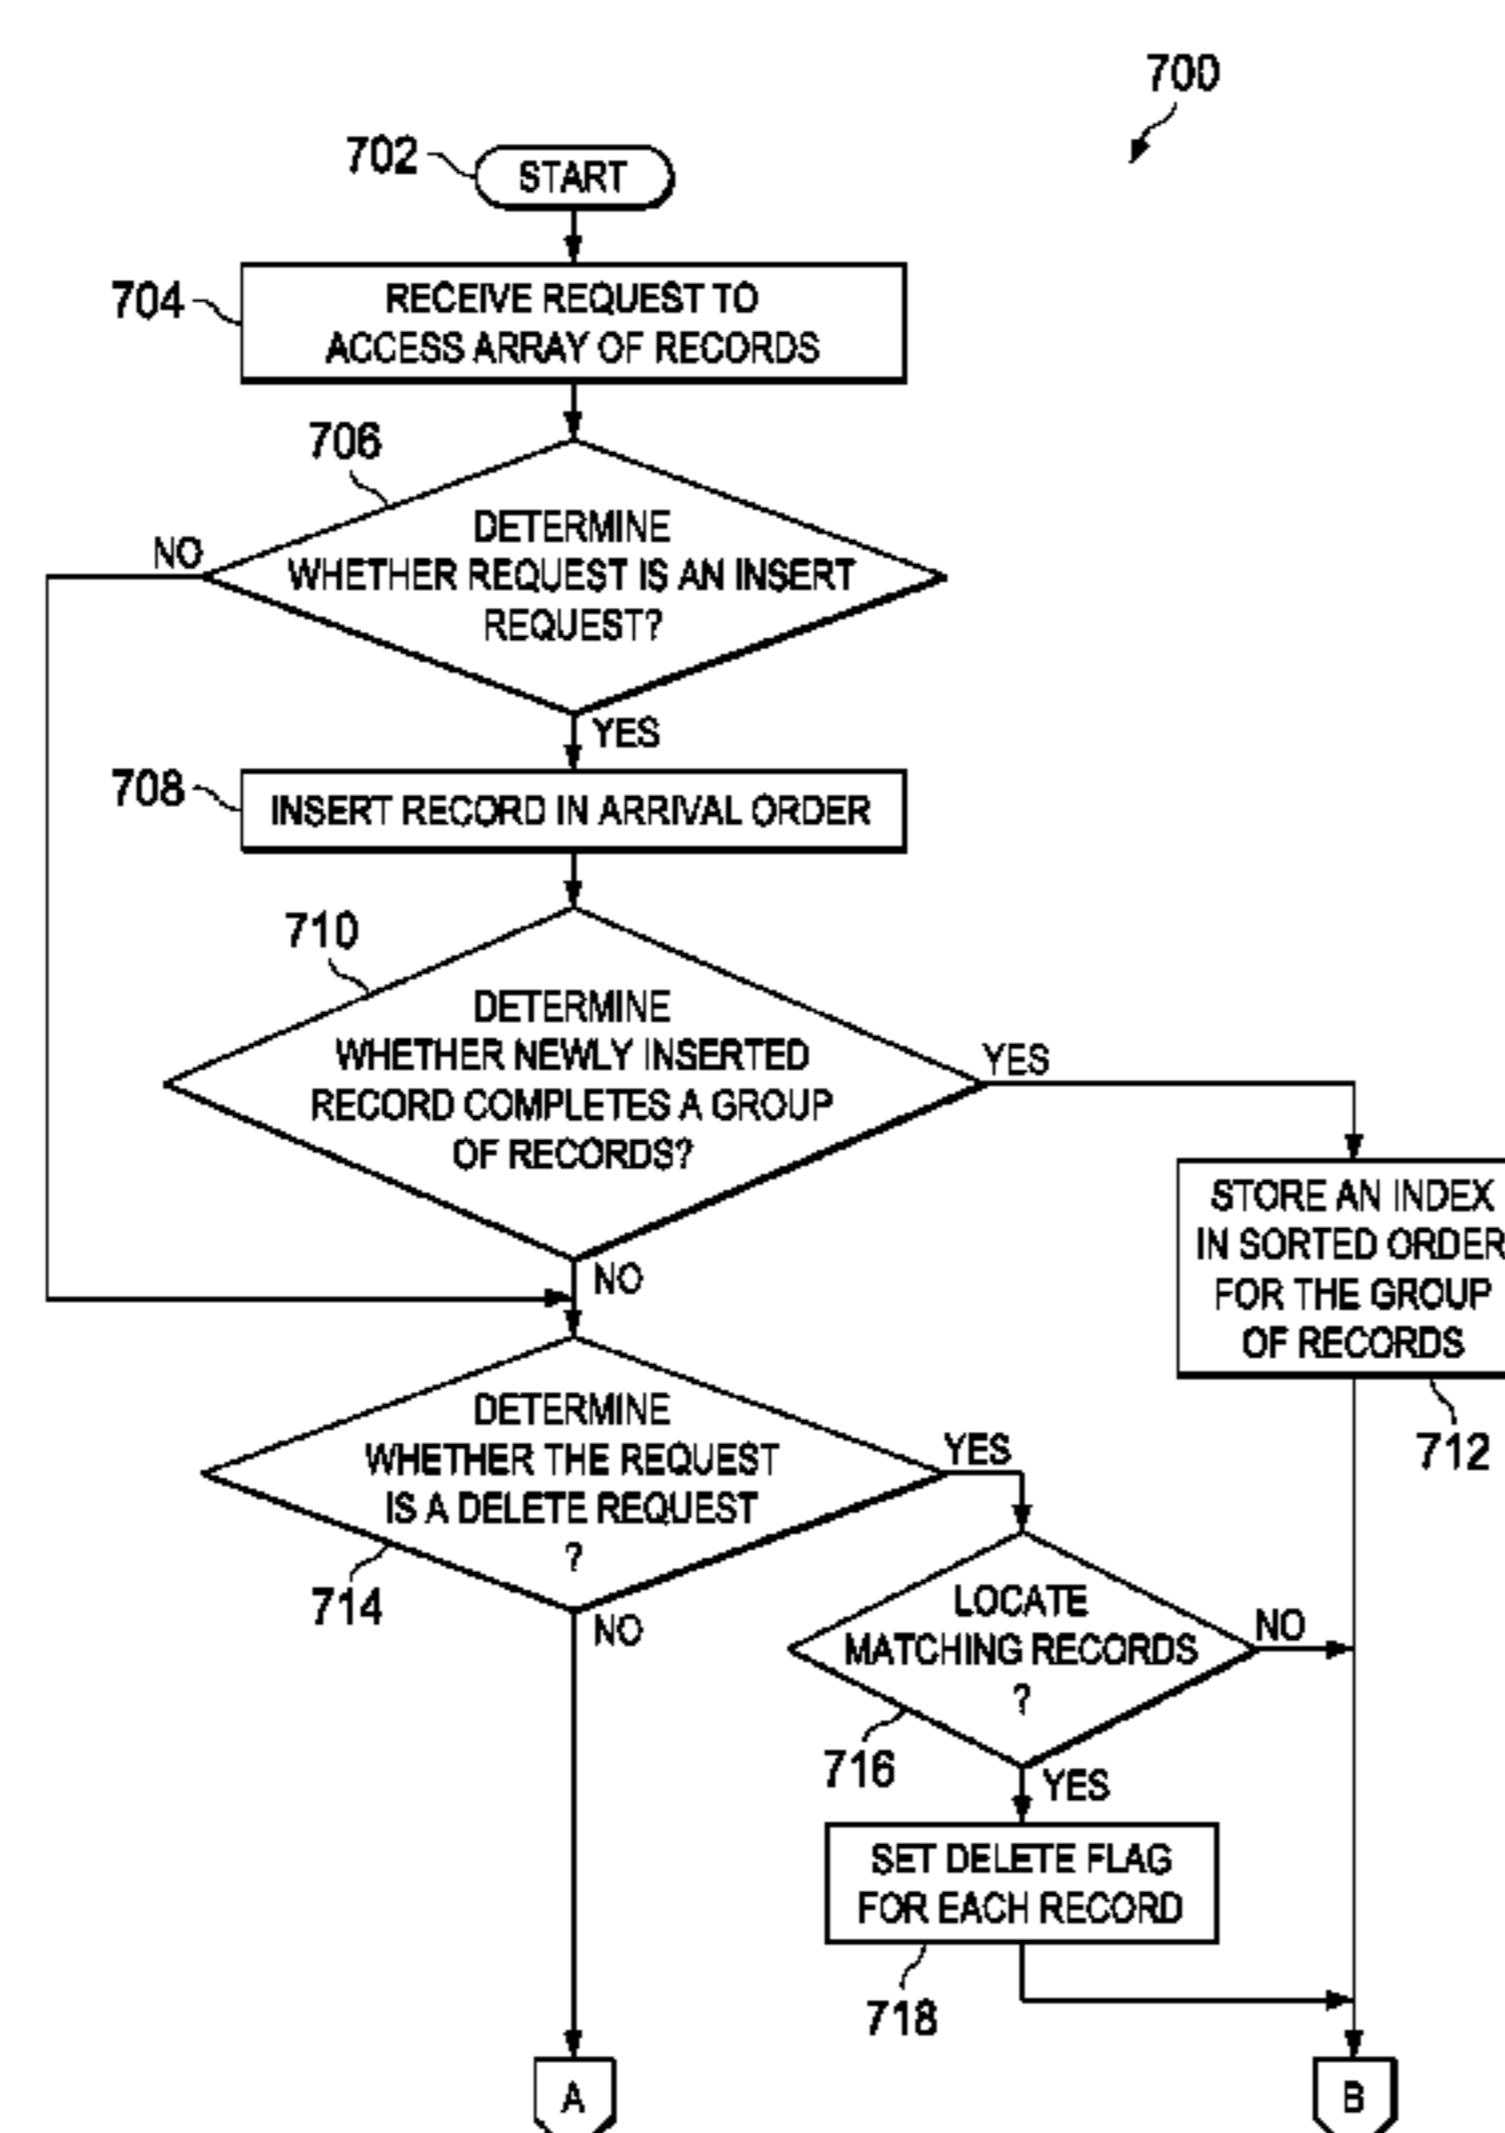 700
702
START
704
RECEIVE REQUEST TO
ACCESS ARRAY OF RECORDS
706
NO
DETERMINE
WHETHER REQUEST IS AN INSERT
REQUEST?
YES
708
INSERT RECORD IN ARRIVAL ORDER
710
DETERMINE
WHETHER NEWLY INSERTED
RECORD COMPLETES A GROUP
OF RECORDS?
YES
NO
STORE AN INDEX
IN SORTED ORDER
FOR THE GROUP
OF RECORDS
712
DETERMINE
WHETHER THE REQUEST
IS A DELETE REQUEST
?
YES
714
NO
LOCATE
MATCHING RECORDS
?
NO
716
YES
SET DELETE FLAG
FOR EACH RECORD
718
A
B